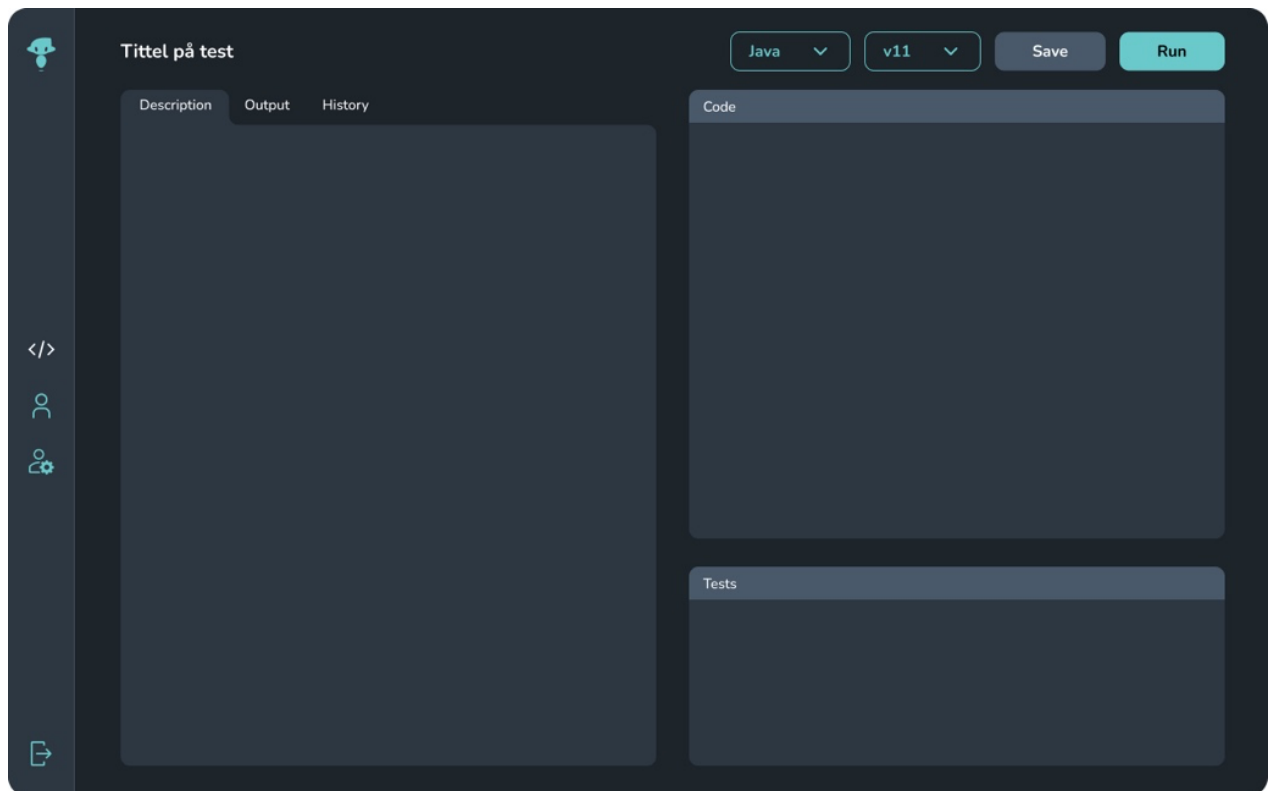 Tittel på test
Java
v11
Save
Run
Description
Output
History
Code
Tests